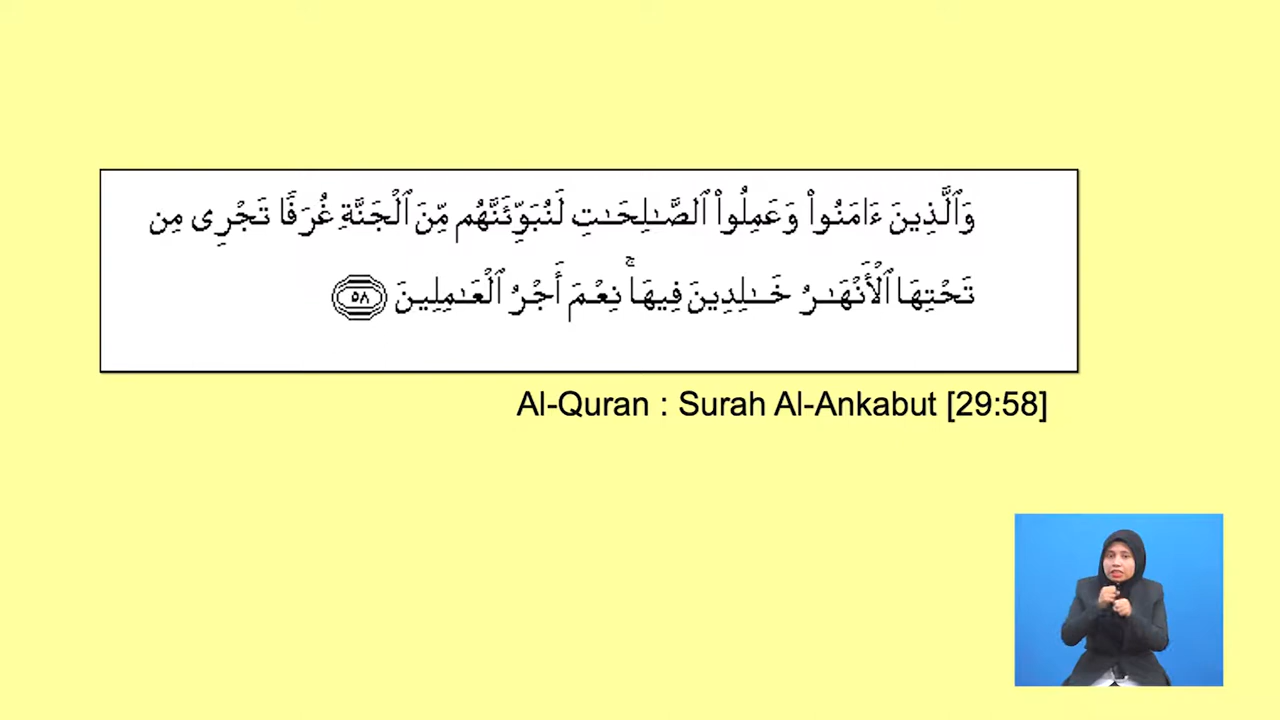 وَٱلَّذِينَ ءَامَنُوا۟ وَعَمِلُوا۟ ٱلصَّـٰلِحَـٰتِ لَنُبَوِّئَنَّهُم مِّنَ ٱلْجَنَّةِ غُرَفًا تَجْرِى مِن
تَحْتِهَا ٱلْأَنْهَـٰرُ خَـٰلِدِينَ فِيهَا ۚ نِعْمَ أَجْرُ ٱلْعَـٰمِلِينَ ٥٨
Al-Quran : Surah Al-Ankabut [29:58]